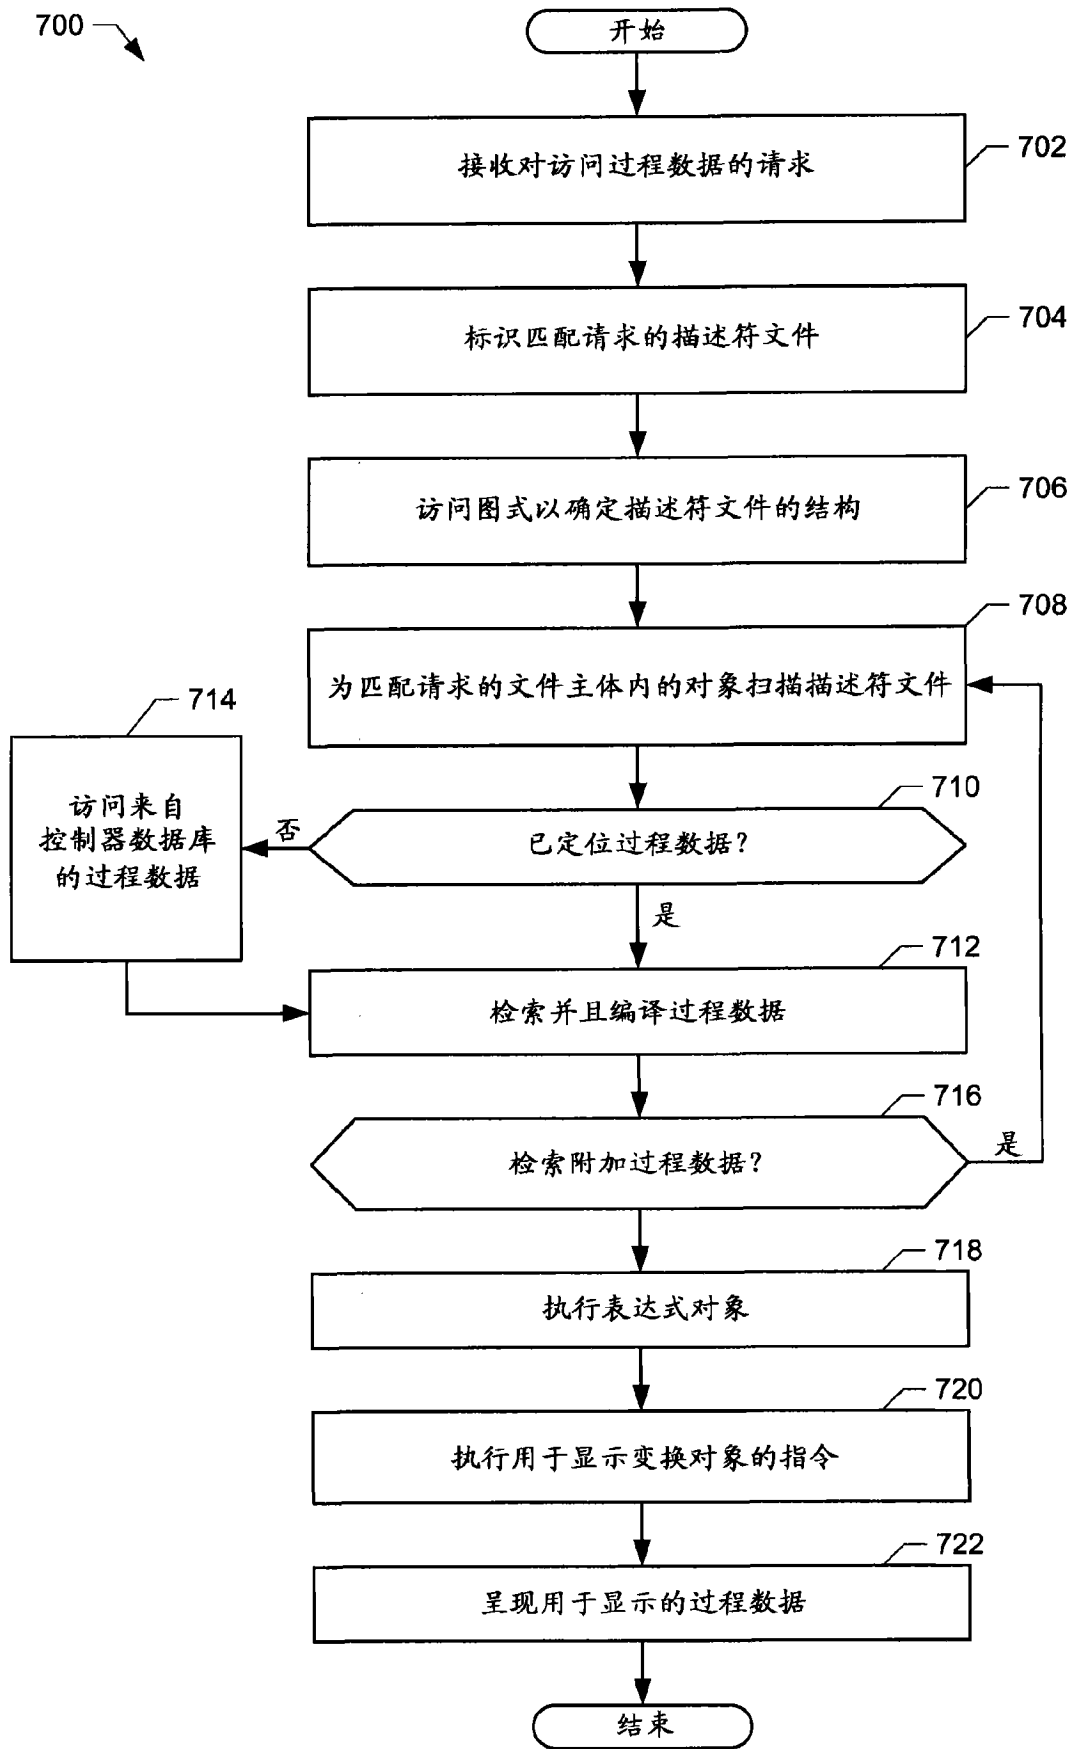 700
开始
接收对访问过程数据的请求
702
标识匹配请求的描述符文件
704
访问图式以确定描述符文件的结构
706
708
为匹配请求的文件主体内的对象扫描描述符文件
714
访问来自
控制器数据库
的过程数据
710
否
已定位过程数据?
是
712
检索并且编译过程数据
716
检索附加过程数据?
是
718
执行表达式对象
720
执行用于显示变换对象的指令
722
呈现用于显示的过程数据
结束